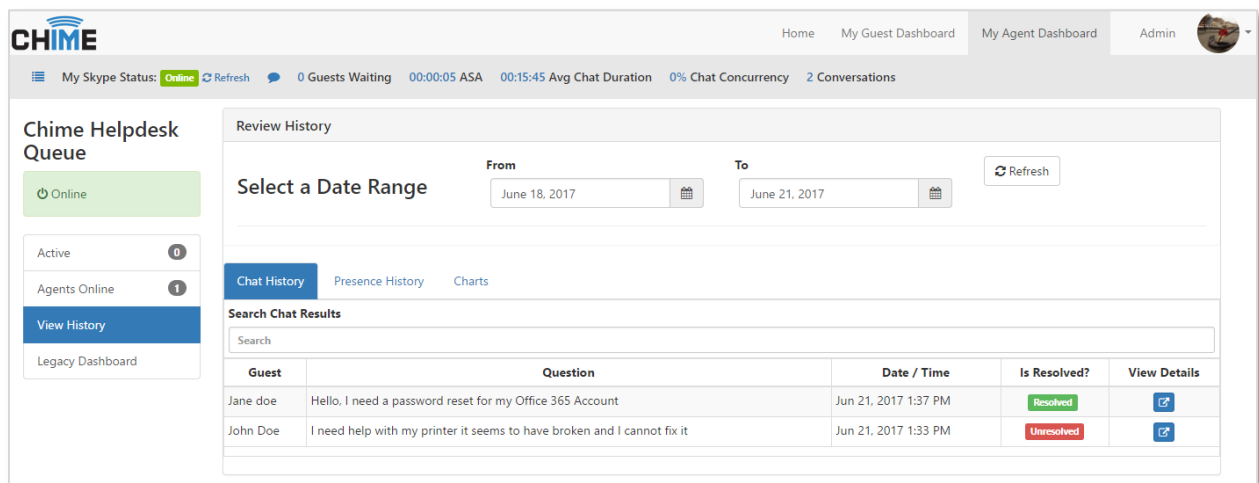 CHIME
Home My Guest Dashboard My Agent Dashboard Admin
My Skype Status: Online Refresh 0 Guests Waiting 00:00:05 ASA 00:15:45 Avg Chat Duration 0% Chat Concurrency 2 Conversations
Chime Helpdesk
Queue
Online
Active 0
Agents Online 1
View History
Legacy Dashboard
Review History
Select a Date Range
From
June 18, 2017
To
June 21, 2017
Refresh
Chat History Presence History Charts
Search Chat Results
Search
Guest Question Date / Time Is Resolved? View Details
Jane doe Hello, I need a password reset for my Office 365 Account Jun 21, 2017 1:37 PM Resolved
John Doe I need help with my printer it seems to have broken and I cannot fix it Jun 21, 2017 1:33 PM Unresolved